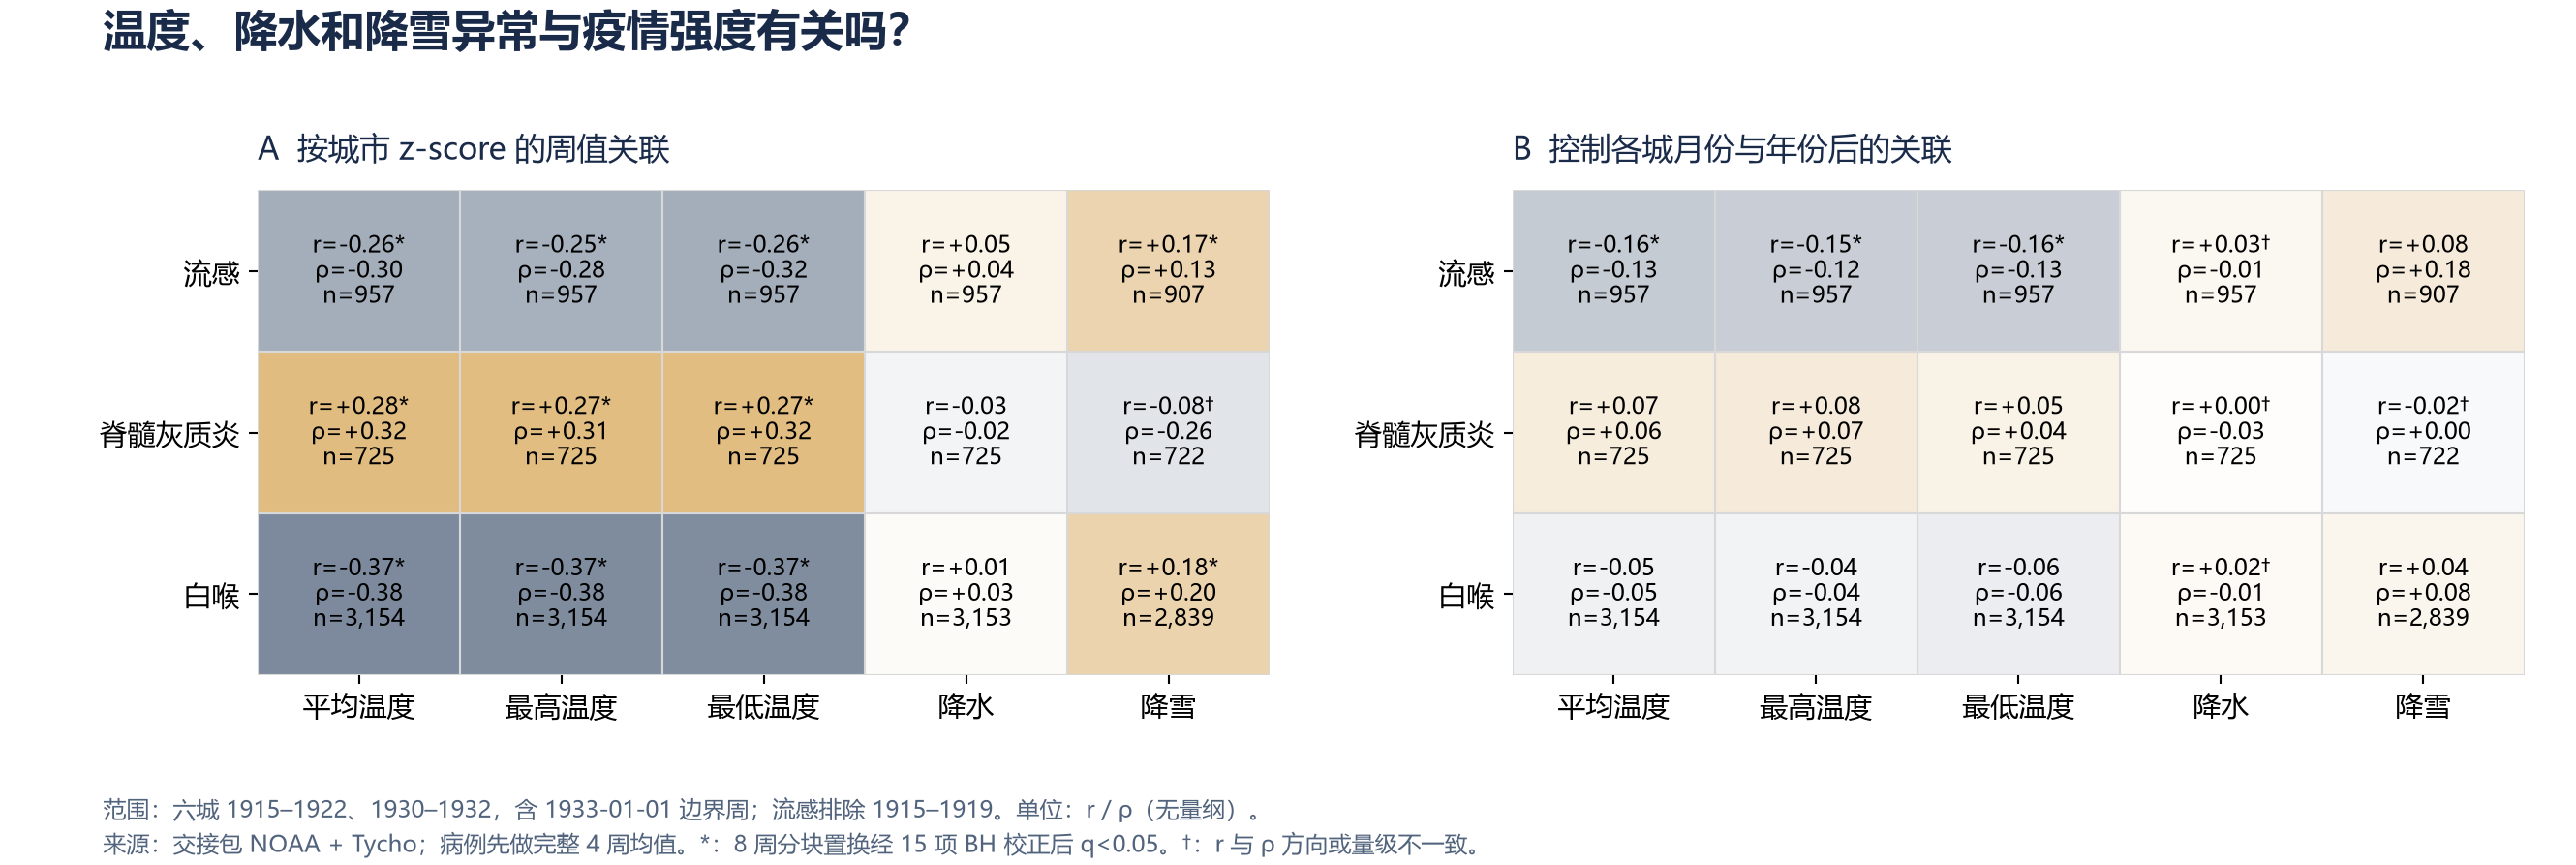 温度、降水和降雪异常与疫情强度有关吗？
A 按城市 z-score 的周值关联
流感
r=-0.26*
ρ=-0.30
n=957
r=-0.25*
ρ=-0.28
n=957
r=-0.26*
ρ=-0.32
n=957
r=+0.05
ρ=+0.04
n=957
r=+0.17*
ρ=+0.13
n=907
脊髓灰质炎
r=+0.28*
ρ=+0.32
n=725
r=+0.27*
ρ=+0.31
n=725
r=+0.27*
ρ=+0.32
n=725
r=-0.03
ρ=-0.02
n=725
r=-0.08†
ρ=-0.26
n=722
白喉
r=-0.37*
ρ=-0.38
n=3,154
r=-0.37*
ρ=-0.38
n=3,154
r=-0.37*
ρ=-0.38
n=3,154
r=+0.01
ρ=+0.03
n=3,153
r=+0.18*
ρ=+0.20
n=2,839
平均温度
最高温度
最低温度
降水
降雪
B 控制各城月份与年份后的关联
流感
r=-0.16*
ρ=-0.13
n=957
r=-0.15*
ρ=-0.12
n=957
r=-0.16*
ρ=-0.13
n=957
r=+0.03†
ρ=-0.01
n=957
r=+0.08
ρ=+0.18
n=907
脊髓灰质炎
r=+0.07
ρ=+0.06
n=725
r=+0.08
ρ=+0.07
n=725
r=+0.05
ρ=+0.04
n=725
r=+0.00†
ρ=-0.03
n=725
r=-0.02†
ρ=+0.00
n=722
白喉
r=-0.05
ρ=-0.05
n=3,154
r=-0.04
ρ=-0.04
n=3,154
r=-0.06
ρ=-0.06
n=3,154
r=+0.02†
ρ=-0.01
n=3,153
r=+0.04
ρ=+0.08
n=2,839
平均温度
最高温度
最低温度
降水
降雪
范围：六城 1915–1922、1930–1932，含 1933-01-01 边界周；流感排除 1915–1919。单位：r / ρ（无量纲）。
来源：交接包 NOAA + Tycho；病例先做完整 4 周均值。*：8 周分块置换经 15 项 BH 校正后 q<0.05。†：r 与 ρ 方向或量级不一致。